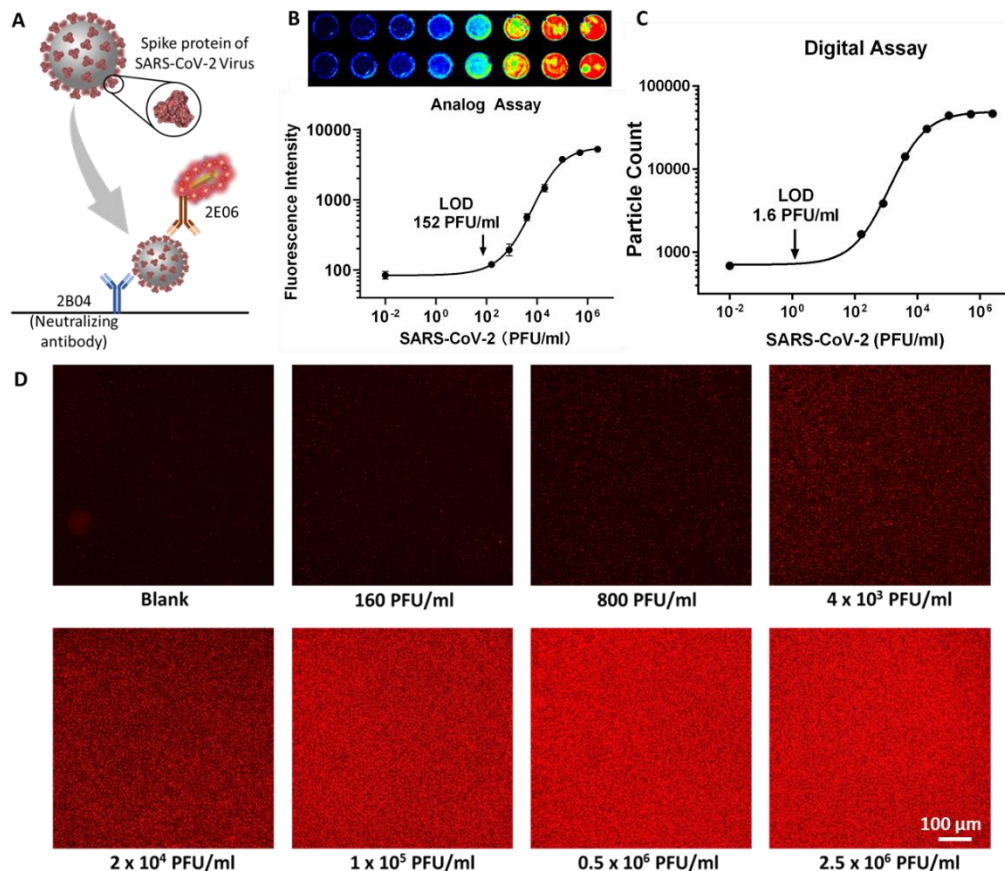 A
Spike protein of
SARS-CoV-2 Virus
2E06
2B04
(Neutralizing
antibody)
B
Analog Assay
Fluorescence Intensity
10000
1000
100
LOD
152 PFU/ml
10⁻² 10⁰ 10² 10⁴ 10⁶
SARS-CoV-2 (PFU/ml)
C
Digital Assay
Particle Count
100000
10000
1000
LOD
1.6 PFU/ml
10⁻² 10⁰ 10² 10⁴ 10⁶
SARS-CoV-2 (PFU/ml)
D
Blank
160 PFU/ml
800 PFU/ml
4 x 10³ PFU/ml
100 µm
2 x 10⁴ PFU/ml
1 x 10⁵ PFU/ml
0.5 x 10⁶ PFU/ml
2.5 x 10⁶ PFU/ml